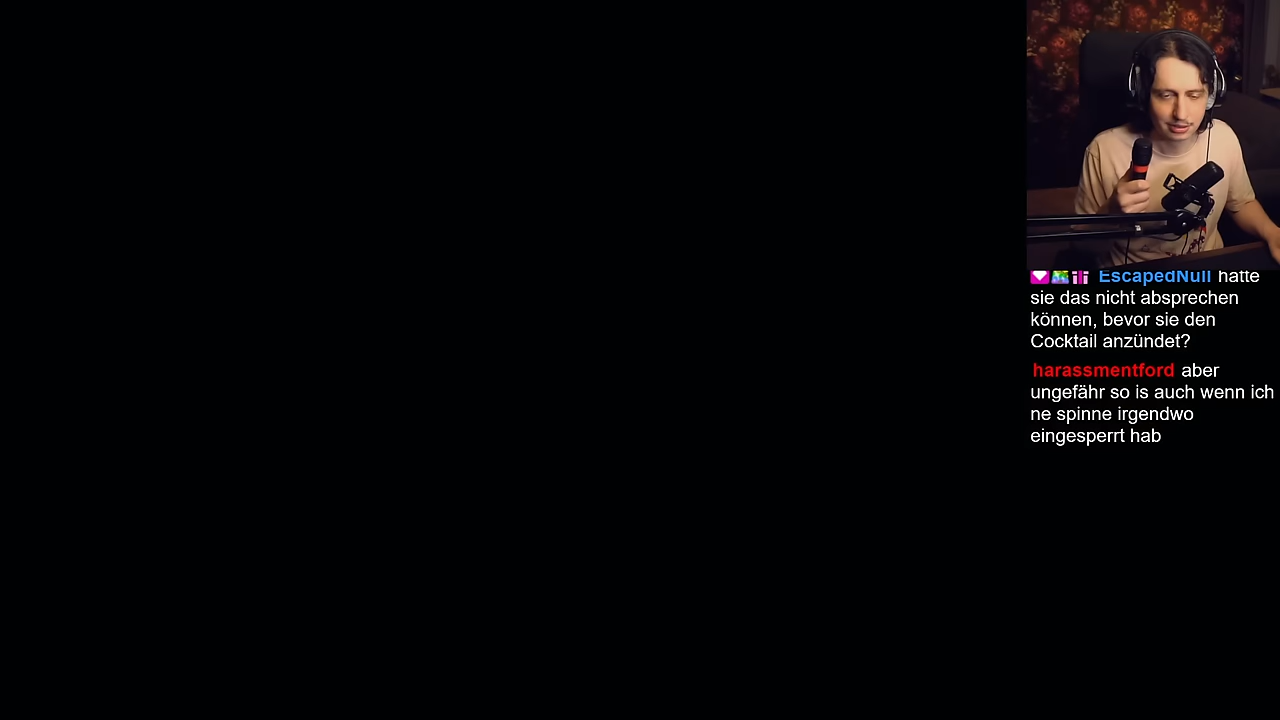 EscapedNull hatte
sie das nicht absprechen
können, bevor sie den
Cocktail anzündet?
harassmentford aber
ungefähr so is auch wenn ich
ne spinne irgendwo
eingesperrt hab